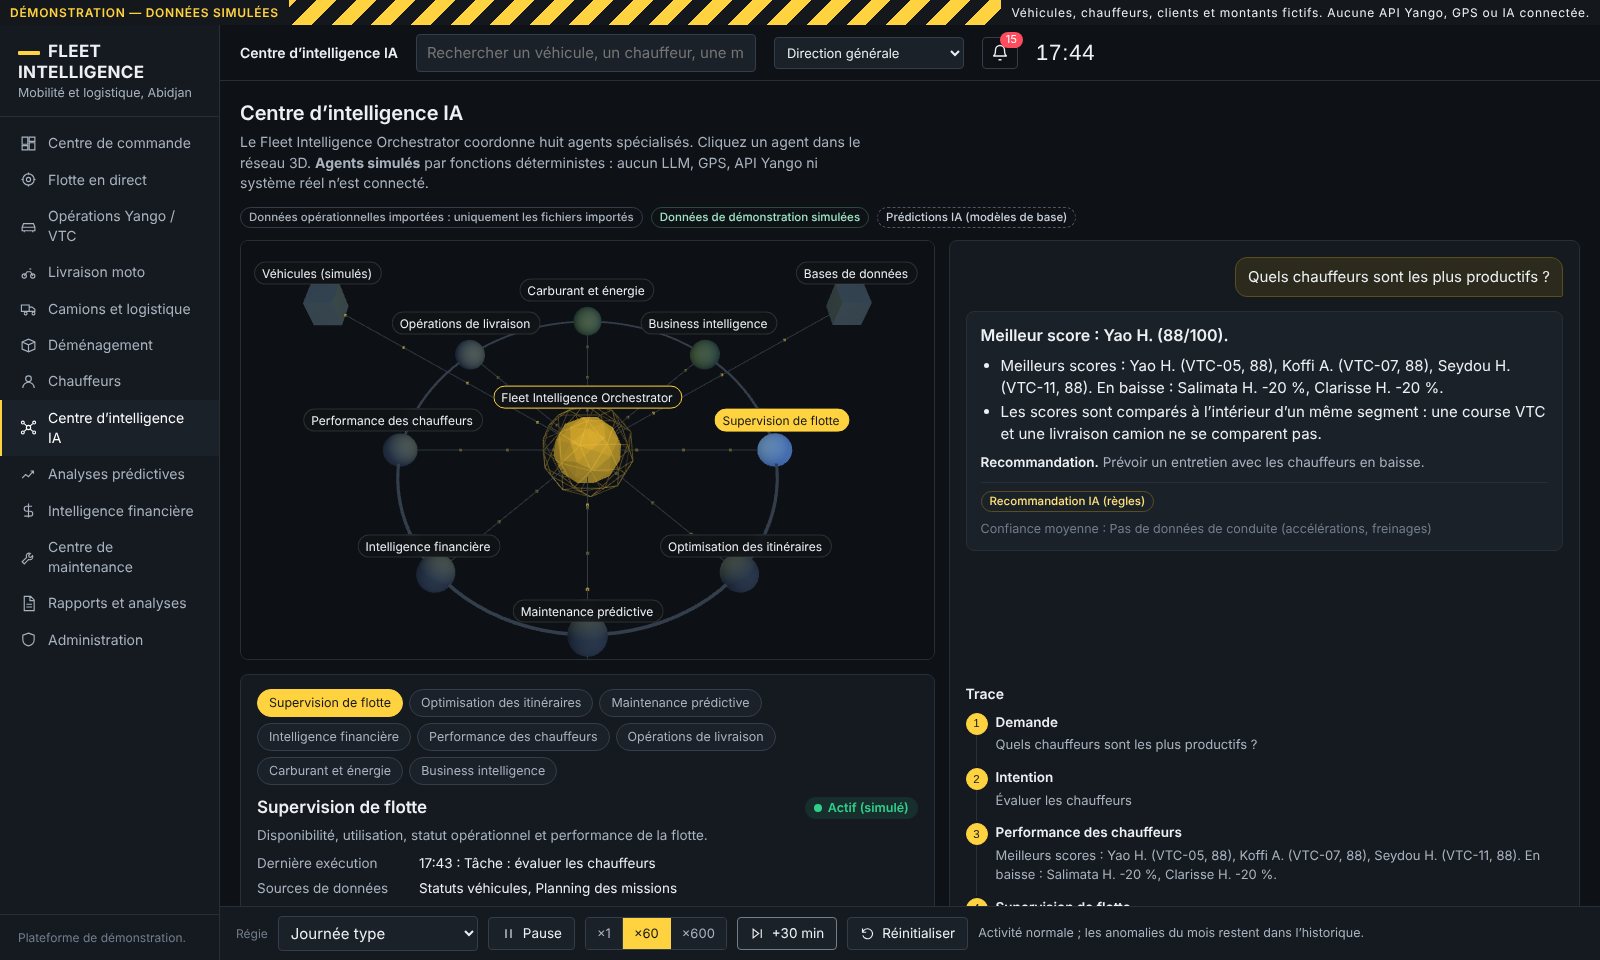 DÉMONSTRATION — DONNÉES SIMULÉES
Véhicules, chauffeurs, clients et montants fictifs. Aucune API Yango, GPS ou IA connectée.
FLEET
INTELLIGENCE
Mobilité et logistique, Abidjan
Centre de commande
Flotte en direct
Opérations Yango /
VTC
Livraison moto
Camions et logistique
Déménagement
Chauffeurs
Centre d’intelligence
IA
Analyses prédictives
Intelligence financière
Centre de
maintenance
Rapports et analyses
Administration
Plateforme de démonstration.
Centre d’intelligence IA
Rechercher un véhicule, un chauffeur, une m
Direction générale
15
17:44
Centre d’intelligence IA
Le Fleet Intelligence Orchestrator coordonne huit agents spécialisés. Cliquez un agent dans le
réseau 3D. Agents simulés par fonctions déterministes : aucun LLM, GPS, API Yango ni
système réel n’est connecté.
Données opérationnelles importées : uniquement les fichiers importés
Données de démonstration simulées
Prédictions IA (modèles de base)
Véhicules (simulés)
Bases de données
Carburant et énergie
Opérations de livraison
Business intelligence
Fleet Intelligence Orchestrator
Performance des chauffeurs
Supervision de flotte
Intelligence financière
Optimisation des itinéraires
Maintenance prédictive
Supervision de flotte
Optimisation des itinéraires
Maintenance prédictive
Intelligence financière
Performance des chauffeurs
Opérations de livraison
Carburant et énergie
Business intelligence
Supervision de flotte
Actif (simulé)
Disponibilité, utilisation, statut opérationnel et performance de la flotte.
Dernière exécution
17:43 : Tâche : évaluer les chauffeurs
Sources de données
Statuts véhicules, Planning des missions
Quels chauffeurs sont les plus productifs ?
Meilleur score : Yao H. (88/100).
• Meilleurs scores : Yao H. (VTC-05, 88), Koffi A. (VTC-07, 88), Seydou H.
(VTC-11, 88). En baisse : Salimata H. -20 %, Clarisse H. -20 %.
• Les scores sont comparés à l’intérieur d’un même segment : une course VTC
et une livraison camion ne se comparent pas.
Recommandation. Prévoir un entretien avec les chauffeurs en baisse.
Recommandation IA (règles)
Confiance moyenne : Pas de données de conduite (accélérations, freinages)
Trace
1 Demande
Quels chauffeurs sont les plus productifs ?
2 Intention
Évaluer les chauffeurs
3 Performance des chauffeurs
Meilleurs scores : Yao H. (VTC-05, 88), Koffi A. (VTC-07, 88), Seydou H. (VTC-11, 88). En
baisse : Salimata H. -20 %, Clarisse H. -20 %.
Régie
Journée type
Pause
×1
×60
×600
+30 min
Réinitialiser
Activité normale ; les anomalies du mois restent dans l’historique.